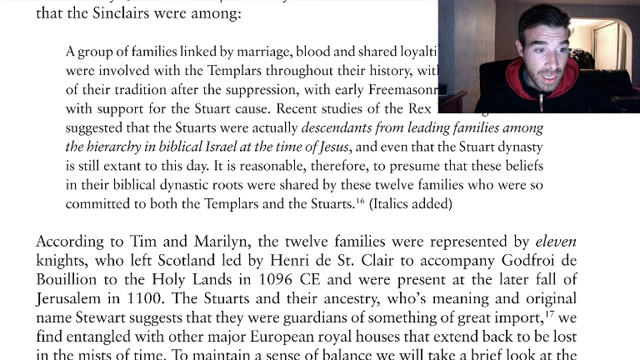 that the Sinclairs were among:
A group of families linked by marriage, blood and shared
were involved with the Templars throughout their history,
of their tradition after the suppression, with early
with support for the Stuart cause. Recent studies of the Rex
suggested that the Stuarts were actually descendants from leading families among
the hierarchy in biblical Israel at the time of Jesus, and even that the Stuart dynasty
is still extant to this day. It is reasonable, therefore, to presume that these beliefs
in their biblical dynastic roots were shared by these twelve families who were so
committed to both the Templars and the Stuarts.¹⁶ (Italics added)
According to Tim and Marilyn, the twelve families were represented by eleven
knights, who left Scotland led by Henri de St. Clair to accompany Godfroi de
Bouillion to the Holy Lands in 1096 CE and were present at the later fall of
Jerusalem in 1100. The Stuarts and their ancestry, who's meaning and original
name Stewart suggests that they were guardians of something of great import,¹⁷ we
find entangled with other major European royal houses that extend back to be lost
in the mists of time. To maintain a sense of balance we will take a brief look at the